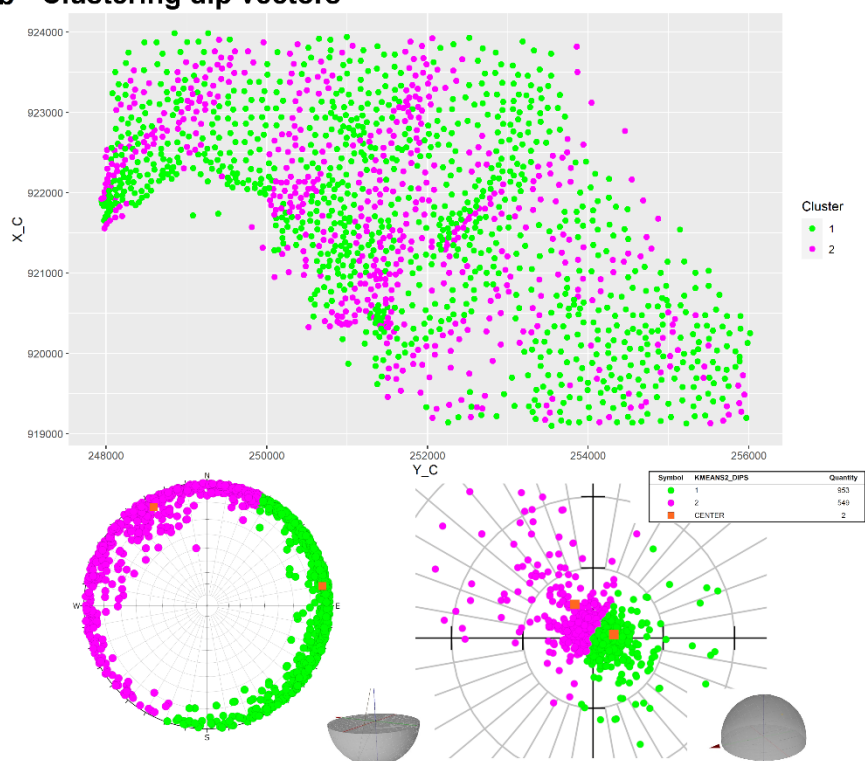 b Clustering dip vectors
924000
923000
922000
921000
920000
919000
X_C
248000
250000
252000
254000
256000
Y_C
Cluster
1
2
N
W
E
S
Symbol KMEANS2_DIPS Quantity
1 953
2 549
CENTER 2